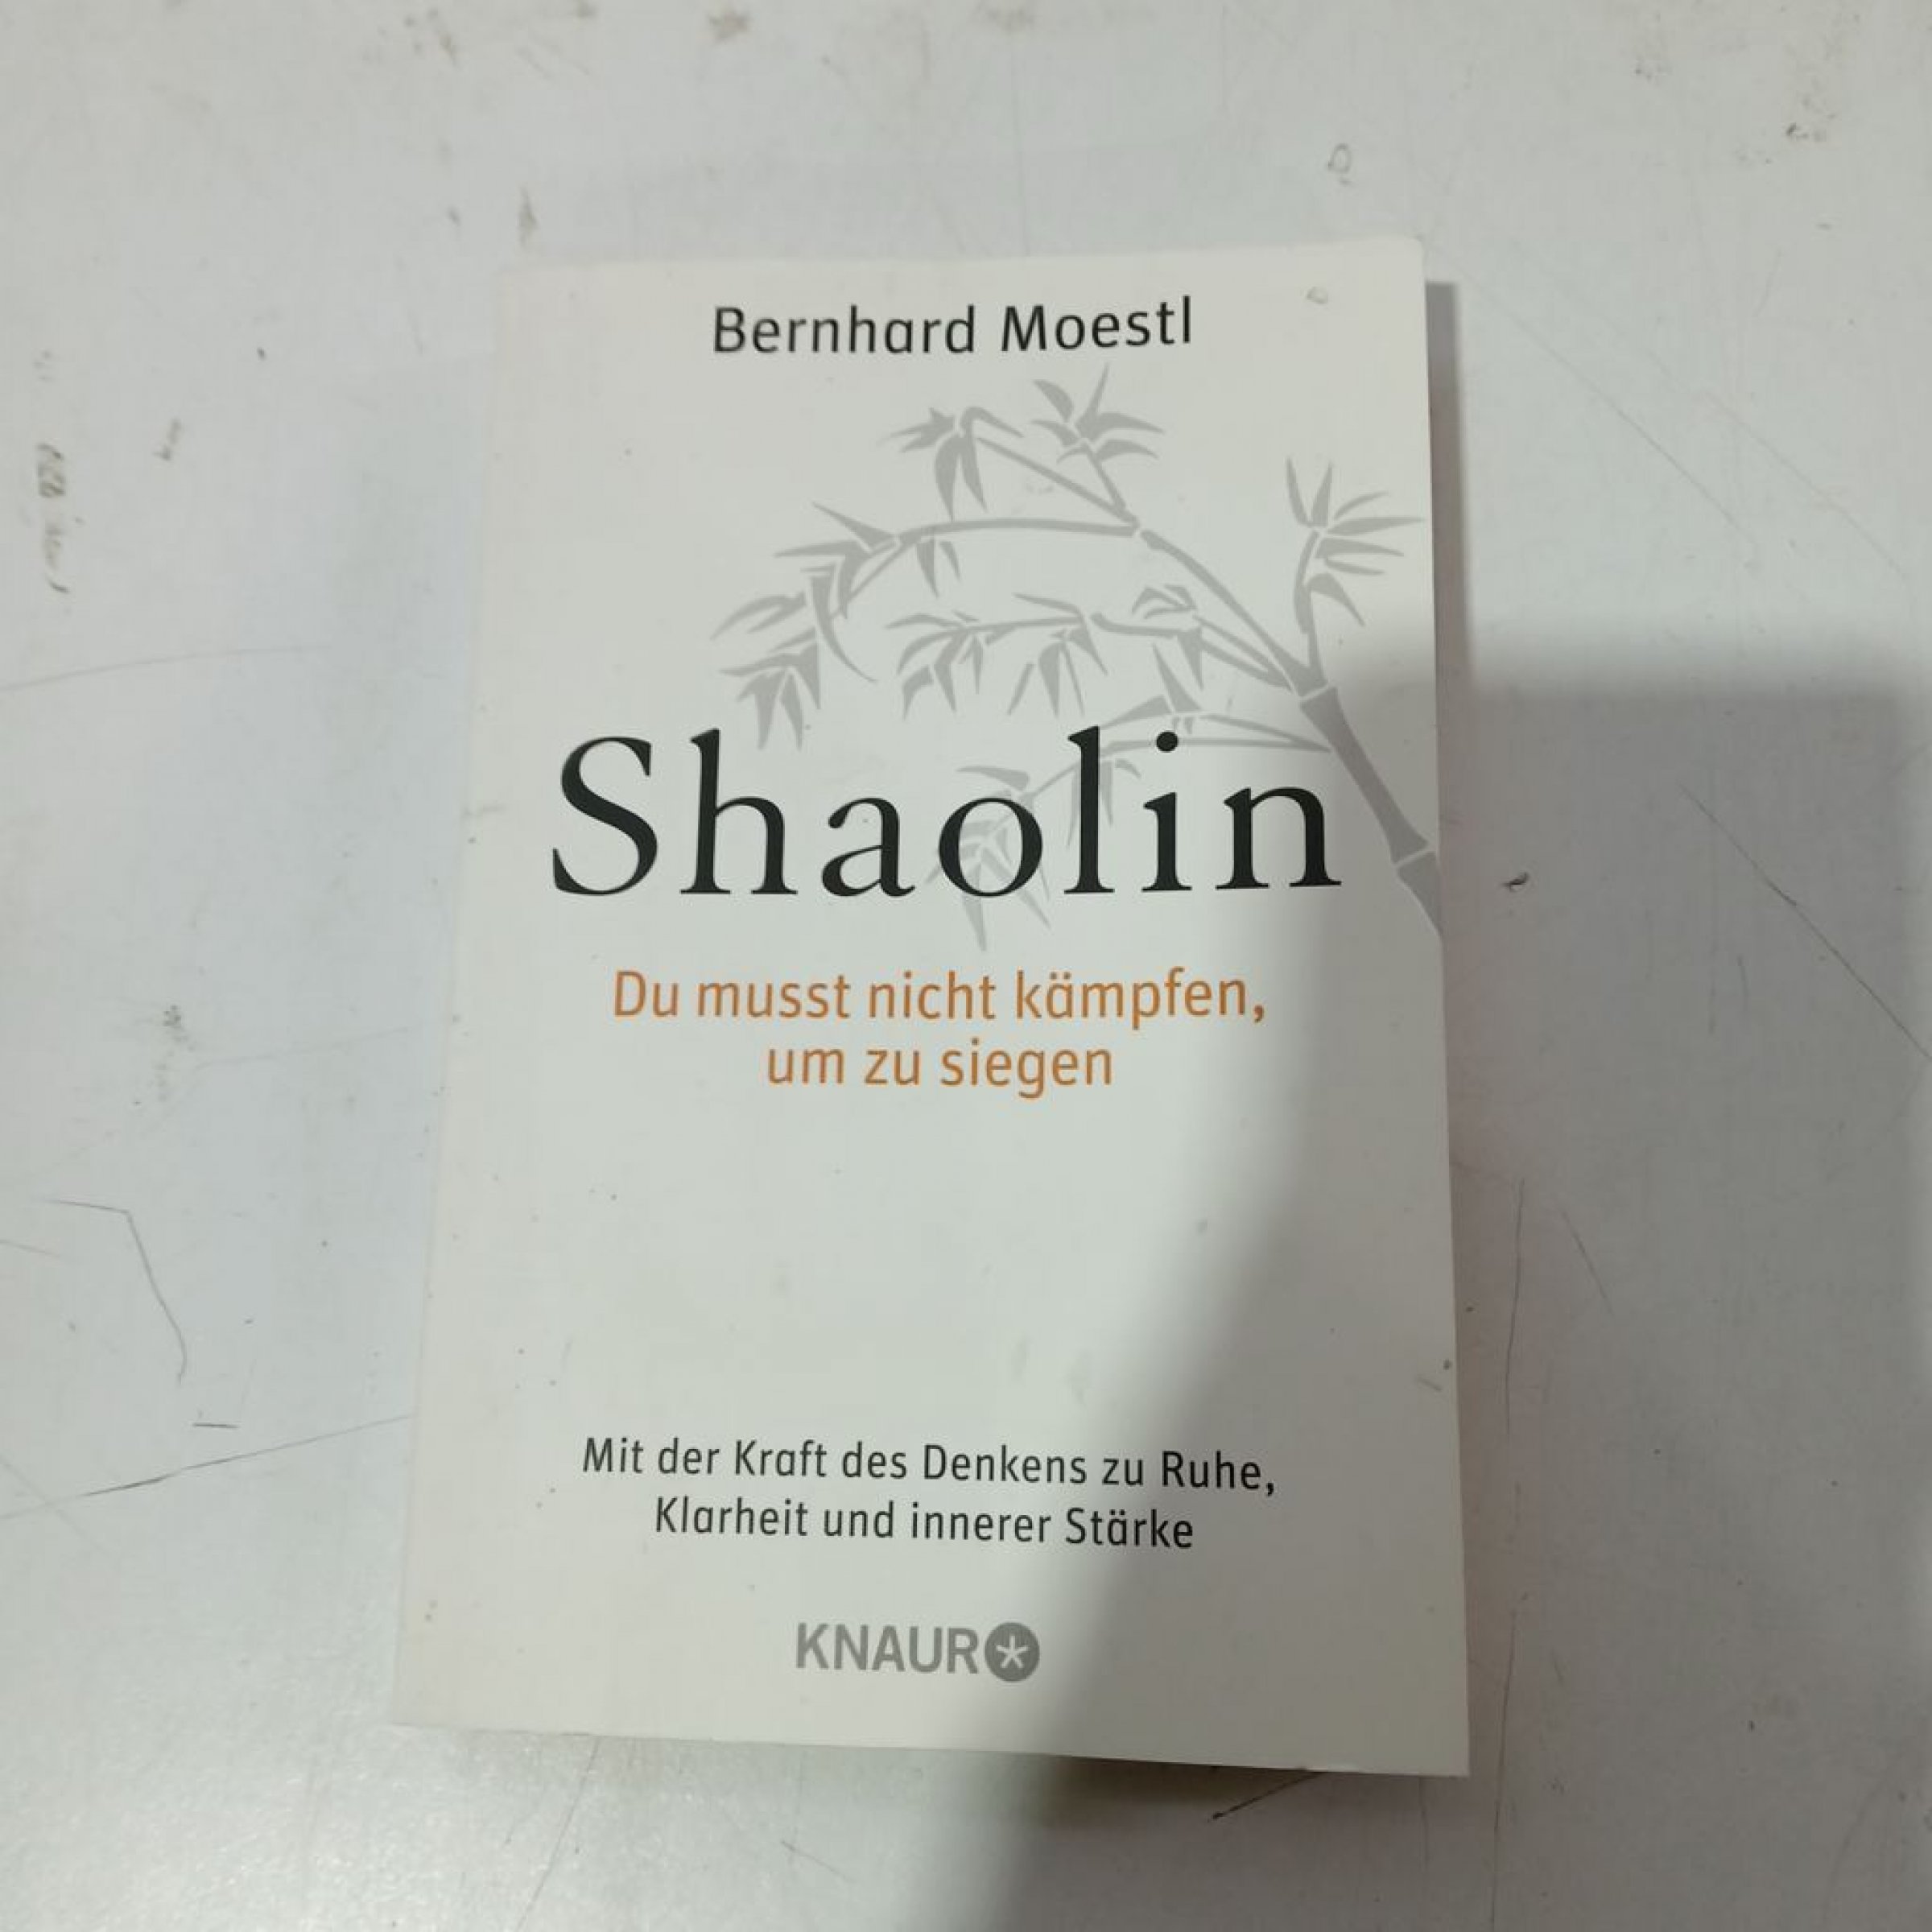 Bernhard Moestl
Shaolin
Du musst nicht kämpfen,
um zu siegen
Mit der Kraft des Denkens zu Ruhe,
Klarheit und innerer Stärke
KNAUR